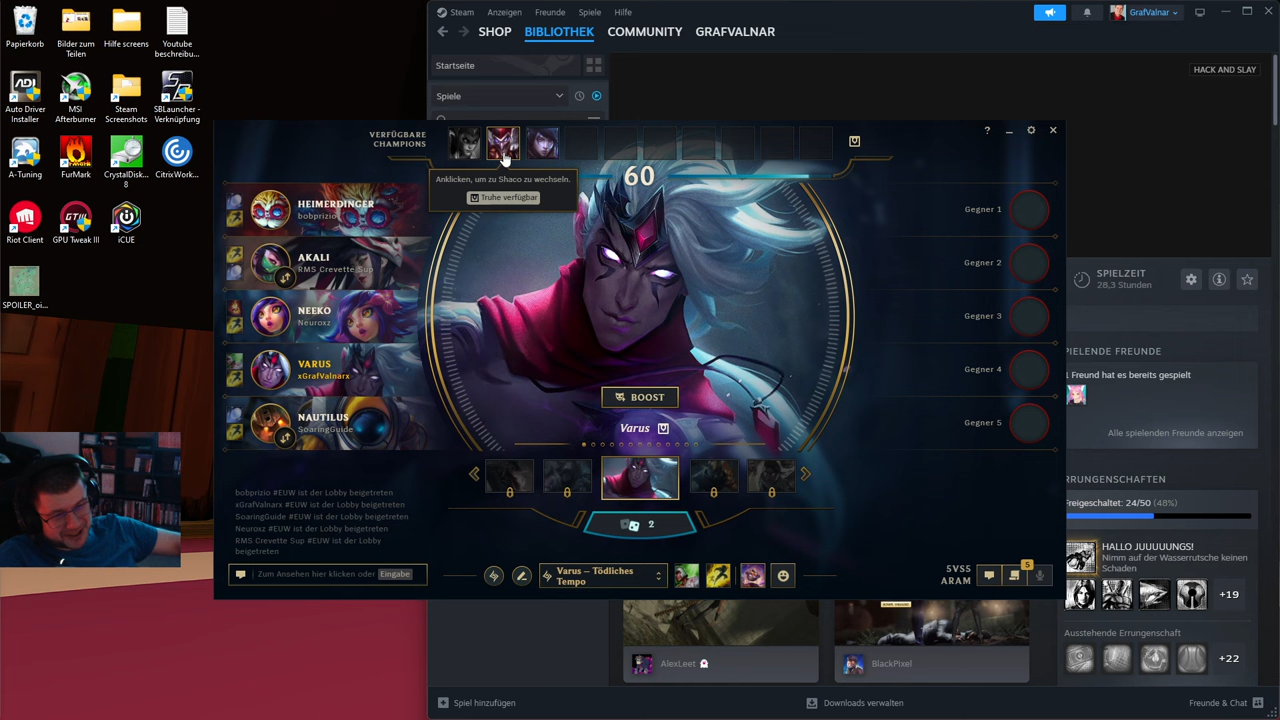 Papierkorb
Bilder zum
Teilen
Hilfe screens
Youtube
beschreibu...
Auto Driver
Installer
MSI
Afterburner
Steam
Screenshots
SBLauncher -
Verknüpfung
A-Tuning
FurMark
CrystalDisk...
8
CitrixWork...
Riot Client
GPU Tweak III
iCUE
SPOILER_oi...
Steam
Anzeigen
Freunde
Spiele
Hilfe
GrafValnar
SHOP
BIBLIOTHEK
COMMUNITY
GRAFVALNAR
Startseite
Spiele
HACK AND SLAY
VERFÜGBARE
CHAMPIONS
Anklicken, um zu Shaco zu wechseln.
Truhe verfügbar
60
HEIMERDINGER
bobprizio
AKALI
RMS Crevette Sup
NEEKO
Neuroxz
VARUS
xGrafValnarx
NAUTILUS
SoaringGuide
Gegner 1
Gegner 2
Gegner 3
Gegner 4
Gegner 5
BOOST
Varus
2
bobprizio #EUW ist der Lobby beigetreten
xGrafValnarx #EUW ist der Lobby beigetreten
SoaringGuide #EUW ist der Lobby beigetreten
Neuroxz #EUW ist der Lobby beigetreten
RMS Crevette Sup #EUW ist der Lobby
beigetreten
Zum Ansehen hier klicken oder Eingabe
Varus – Tödliches
Tempo
5VS5
ARAM
5
SPIELZEIT
28,3 Stunden
PIELENDE FREUNDE
1 Freund hat es bereits gespielt
Alle spielenden Freunde anzeigen
ERRUNGENSCHAFTEN
Freigeschaltet: 24/50 (48%)
HALLO JUUUUUNGS!
Nimm auf der Wasserrutsche keinen
Schaden
+19
Ausstehende Errungenschaft
+22
AlexLeet
BlackPixel
Spiel hinzufügen
Downloads verwalten
Freunde & Chat